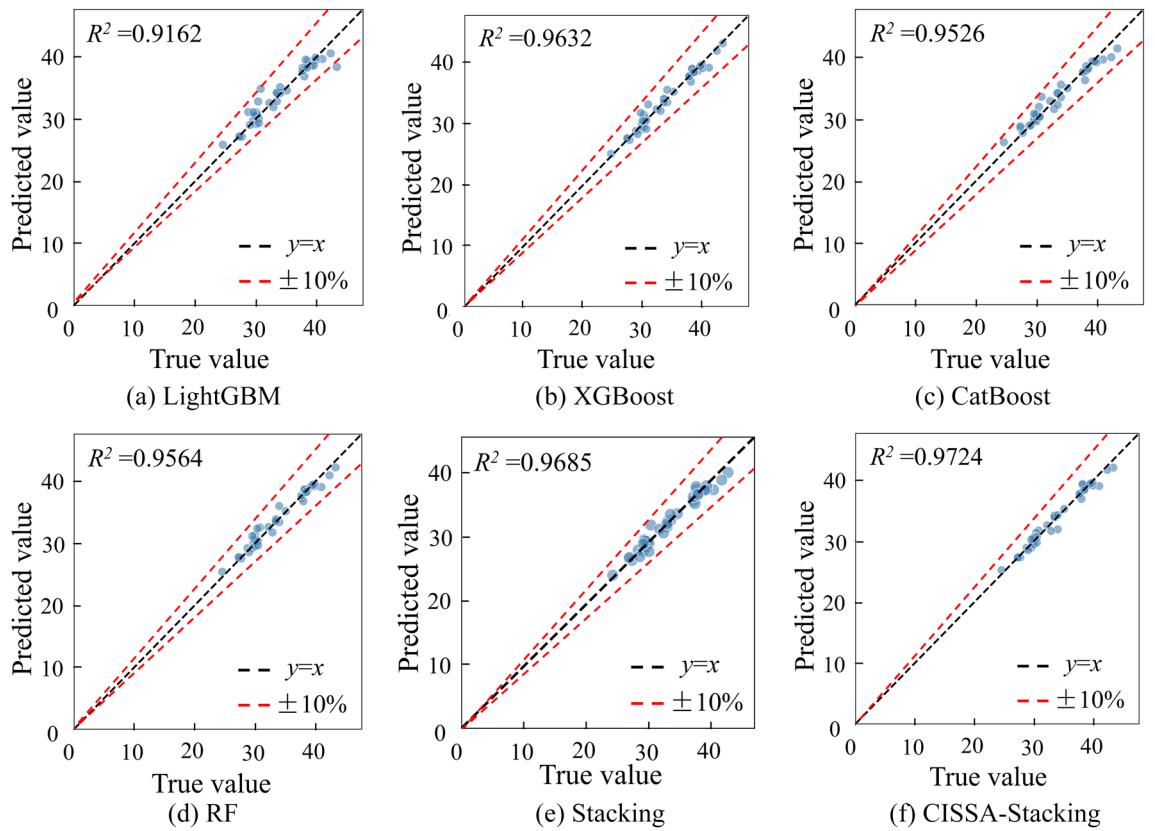 R² =0.9162
Predicted value
40
30
20
10
0
y=x
±10%
0 10 20 30 40
True value
(a) LightGBM
R² =0.9632
Predicted value
40
30
20
10
0
y=x
±10%
0 10 20 30 40
True value
(b) XGBoost
R² =0.9526
Predicted value
40
30
20
10
0
y=x
±10%
0 10 20 30 40
True value
(c) CatBoost
R² =0.9564
Predicted value
40
30
20
10
0
y=x
±10%
0 10 20 30 40
True value
(d) RF
R² =0.9685
Predicted value
40
30
20
10
0
y=x
±10%
0 10 20 30 40
True value
(e) Stacking
R² =0.9724
Predicted value
40
30
20
10
0
y=x
±10%
0 10 20 30 40
True value
(f) CISSA-Stacking